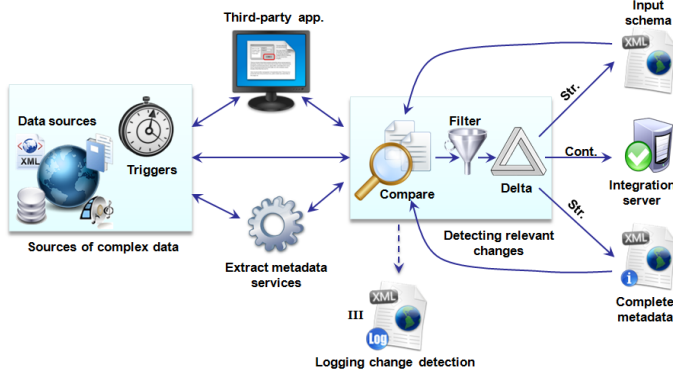 Third-party app.
Input
schema
XML
Str.
Data sources
XML
Triggers
Sources of complex data
Extract metadata
services
Filter
Compare
Delta
Cont.
Integration
server
Str.
Detecting relevant
changes
XML
i
Complete
metadata
III
XML
Log
Logging change detection